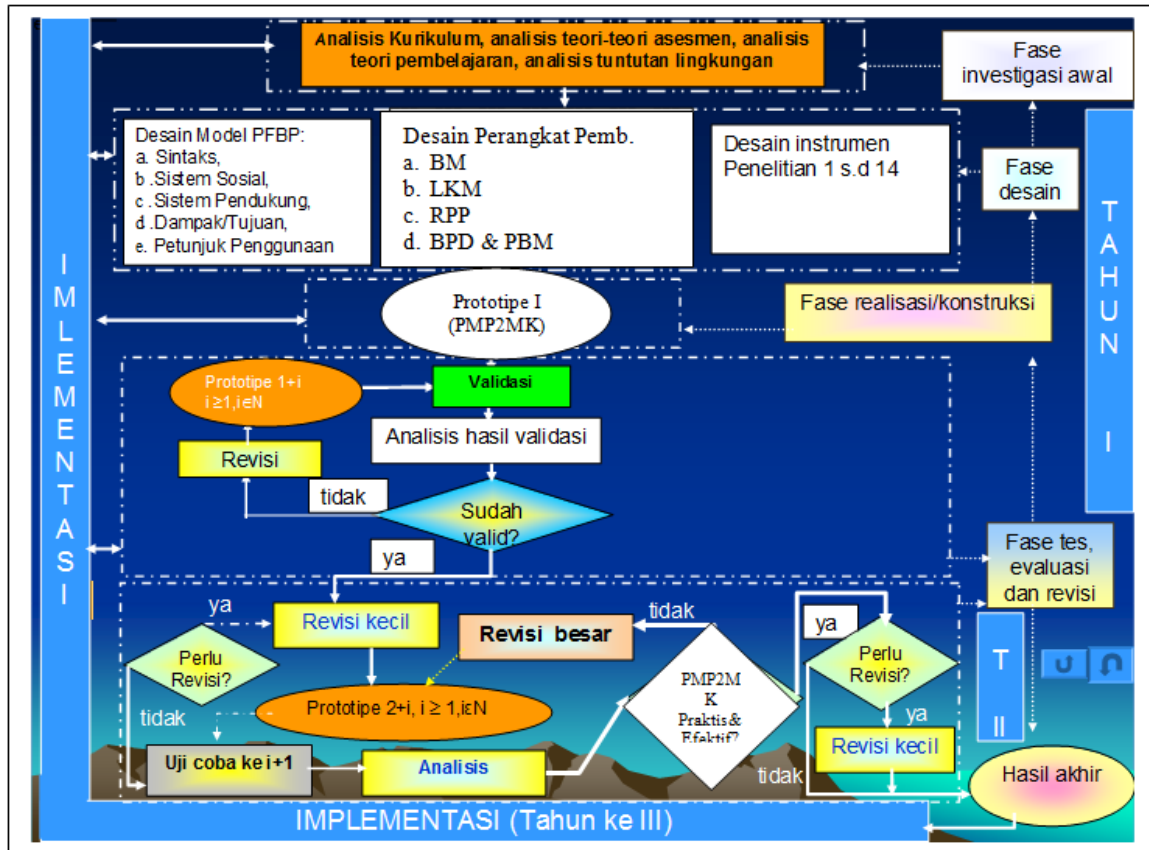 Analisis Kurikulum, analisis teori-teori asesmen, analisis
teori pembelajaran, analisis tuntutan lingkungan
Fase
investigasi awal
Desain Model PFBP:
a. Sintaks,
b .Sistem Sosial,
c. Sistem Pendukung,
d .Dampak/Tujuan,
e. Petunjuk Penggunaan
Desain Perangkat Pemb.
a. BM
b. LKM
c. RPP
d. BPD & PBM
Desain instrumen
Penelitian 1 s.d 14
Fase
desain
T
A
H
U
N
I
I
M
L
E
M
E
N
T
A
S
I
Prototipe I
(PMP2MK)
Fase realisasi/konstruksi
Prototipe 1+i
i ≥1,iєN
Validasi
Analisis hasil validasi
Revisi
tidak
Sudah
valid?
ya
Fase tes,
evaluasi
dan revisi
ya
Revisi kecil
Revisi besar
tidak
ya
Perlu
Revisi?
PMP2M
K
Praktis &
Efektif?
Perlu
Revisi?
T
II
tidak
Prototipe 2+i, i ≥ 1,iєN
ya
Uji coba ke i+1
Analisis
Revisi kecil
tidak
Hasil akhir
IMPLEMENTASI (Tahun ke III)